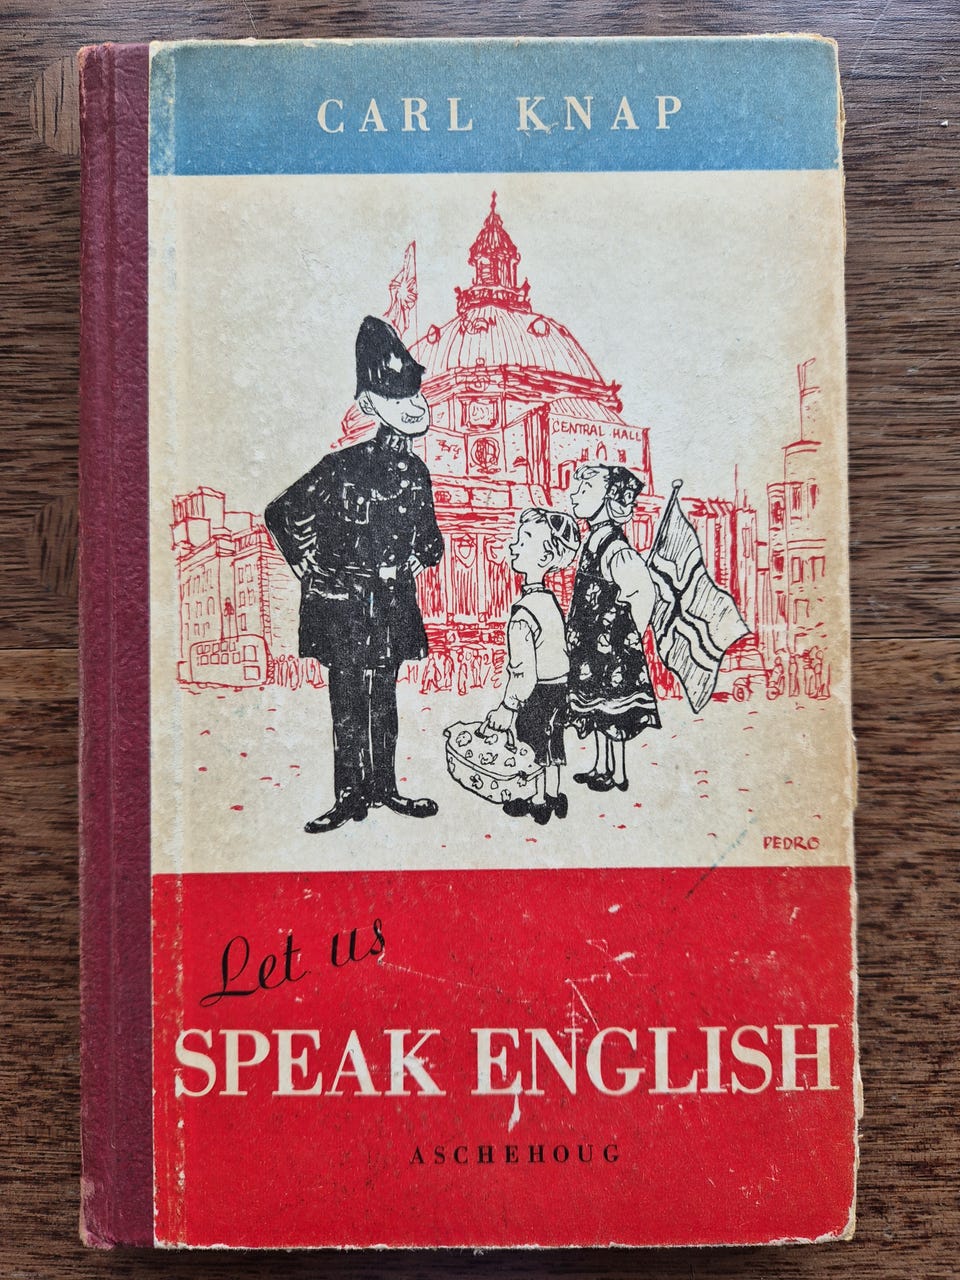 CARL KNAP
CENTRAL HALL
PEDRO
Let us
SPEAK ENGLISH
ASCHEHOUG